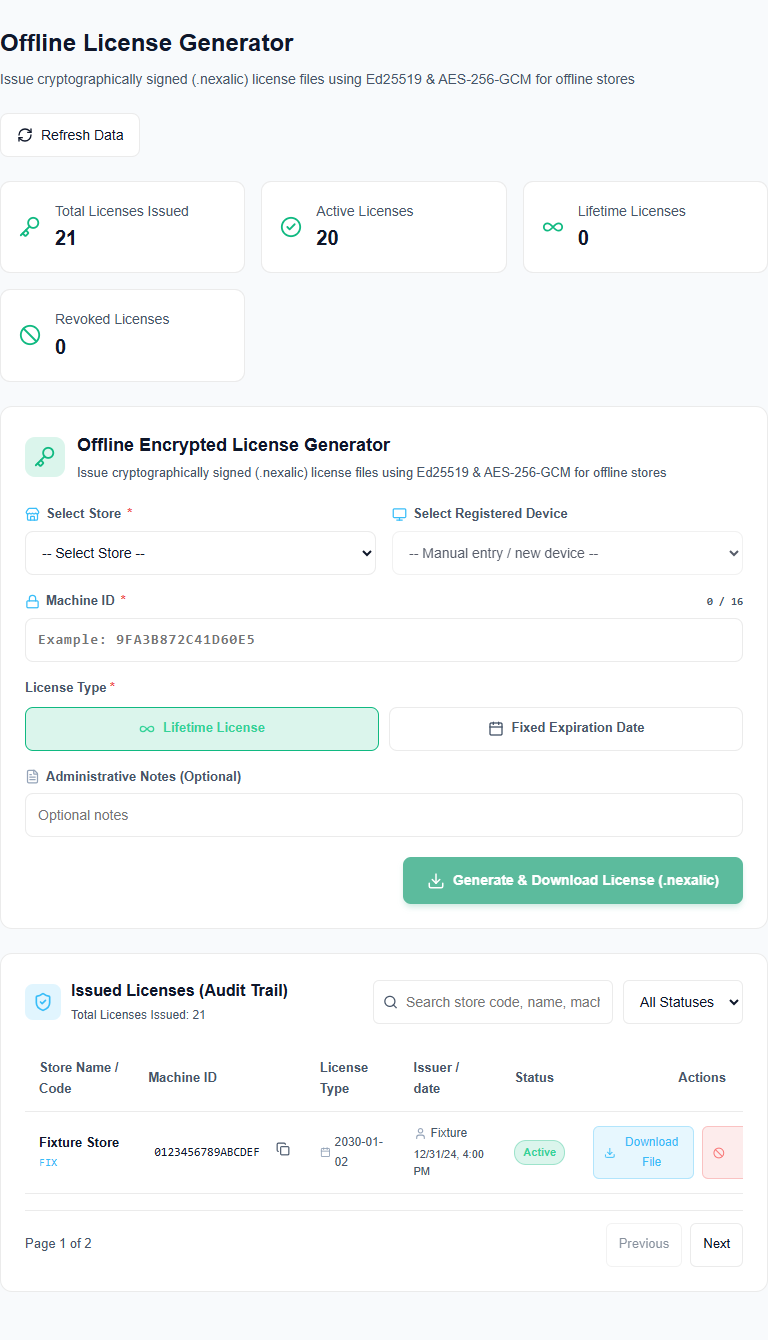 Offline License Generator
Issue cryptographically signed (.nexalic) license files using Ed25519 & AES-256-GCM for offline stores
Refresh Data
Total Licenses Issued
21
Active Licenses
20
Lifetime Licenses
0
Revoked Licenses
0
Offline Encrypted License Generator
Issue cryptographically signed (.nexalic) license files using Ed25519 & AES-256-GCM for offline stores
Select Store *
Select Registered Device
-- Select Store --
-- Manual entry / new device --
Machine ID *
0 / 16
Example: 9FA3B872C41D60E5
License Type *
Lifetime License
Fixed Expiration Date
Administrative Notes (Optional)
Optional notes
Generate & Download License (.nexalic)
Issued Licenses (Audit Trail)
Total Licenses Issued: 21
Search store code, name, mach
All Statuses
Store Name /
Code
Machine ID
License
Type
Issuer /
date
Status
Actions
Fixture Store
FIX
0123456789ABCDEF
2030-01-
02
Fixture
12/31/24, 4:00
PM
Active
Download
File
Page 1 of 2
Previous
Next